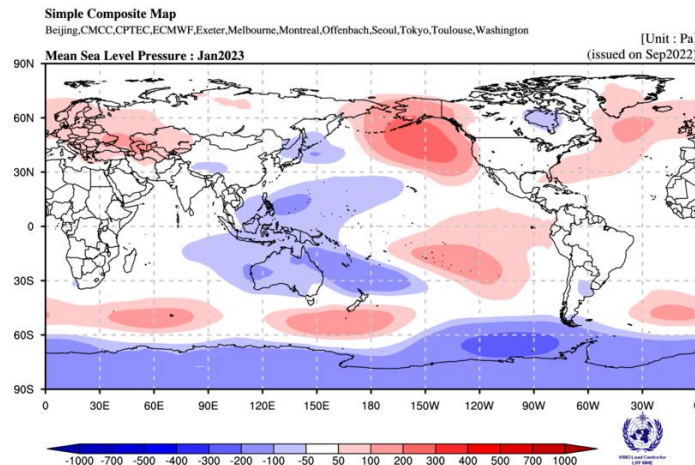 Simple Composite Map
Beijing,CMCC,CPTEC,ECMWF,Exeter,Melbourne,Montreal,Offenbach,Seoul,Tokyo,Toulouse,Washington
Mean Sea Level Pressure : Jan2023
[Unit : Pa]
(issued on Sep2022)
90N
60N
30N
0
30S
60S
90S
0 30E 60E 90E 120E 150E 180 150W 120W 90W 60W 30W 0
-1000 -700 -500 -400 -300 -200 -100 -50 50 100 200 300 400 500 700 1000
WMO Lead Centre for
LRF MME